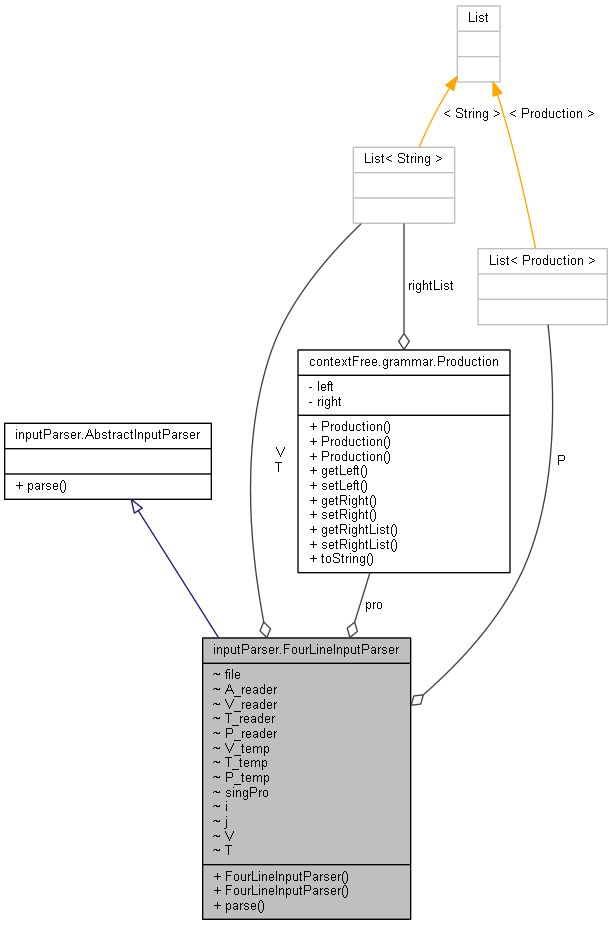 List
< String >
< Production >
List< String >
List< Production >
rightList
contextFree.grammar.Production
- left
- right
+ Production()
+ Production()
+ Production()
+ getLeft()
+ setLeft()
+ getRight()
+ setRight()
+ getRightList()
+ setRightList()
+ toString()
inputParser.AbstractInputParser
+ parse()
V
T
P
pro
inputParser.FourLineInputParser
~ file
~ A_reader
~ V_reader
~ T_reader
~ P_reader
~ V_temp
~ T_temp
~ P_temp
~ singPro
~ i
~ j
~ V
~ T
+ FourLineInputParser()
+ FourLineInputParser()
+ parse()